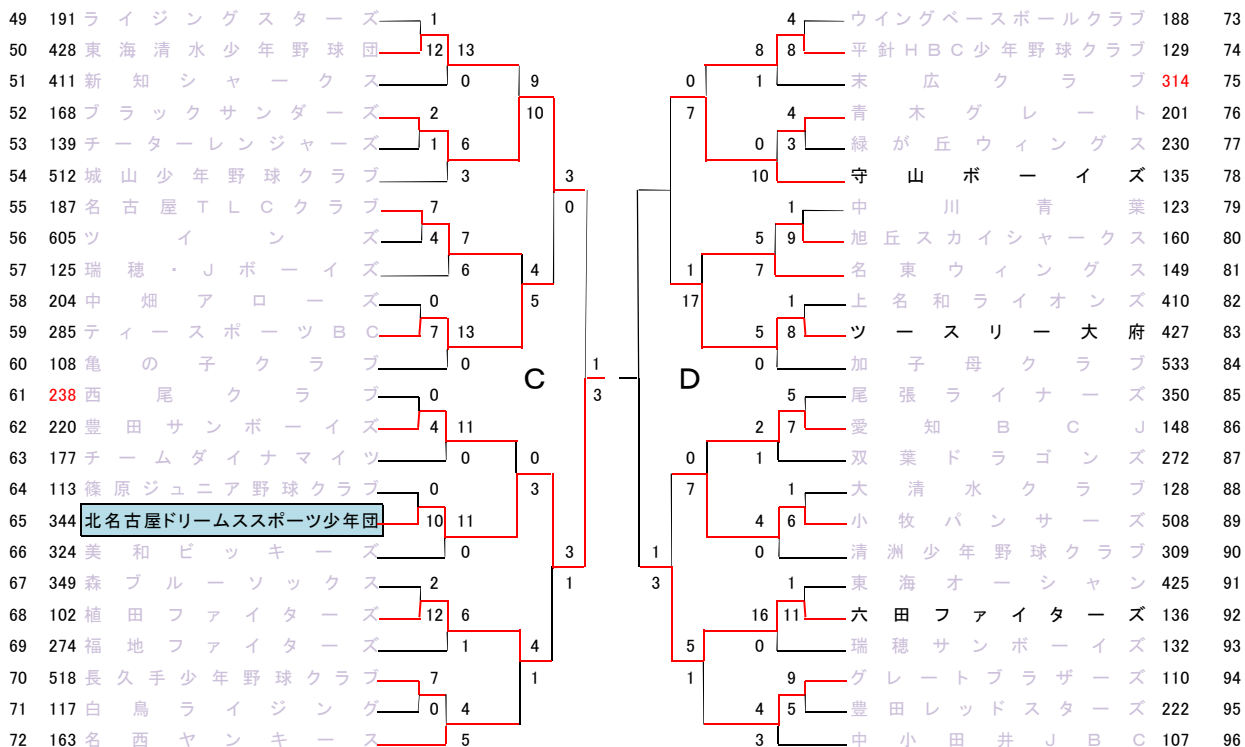 49 191 ライジングスターズ 1
50 428 東海清水少年野球団 12 13
51 411 新知シャークス 0 9
52 168 ブラックサンダーズ 2 10
53 139 チーターレンジャーズ 1 6
54 512 城山少年野球クラブ 3 3
55 187 名古屋TLCクラブ 7 0
56 605 ツインズ 4 7
57 125 瑞穂・Jボーイズ 6 4
58 204 中畑アローズ 0 5
59 285 ティースポーツBC 7 13
60 108 亀の子クラブ 0 1
C
61 238 西尾クラブ 0 3
62 220 豊田サンボーイズ 4 11
63 177 チームダイナマイツ 0 0
64 113 篠原ジュニア野球クラブ 0 3
65 344 北名古屋ドリームススポーツ少年団 10 11
66 324 美和ビッキーズ 0 3
67 349 森ブルーソックス 2 1
68 102 植田ファイターズ 12 6
69 274 福地ファイターズ 1 4
70 518 長久手少年野球クラブ 7 1
71 117 白鳥ライジング 0 4
72 163 名西ヤンキース 5
4 ウイングベースボールクラブ 188 73
8 8 平針HBC少年野球クラブ 129 74
0 1 末広クラブ 314 75
7 4 青木グレート 201 76
0 3 緑が丘ウィングス 230 77
10 守山ボーイズ 135 78
1 中川青葉 123 79
5 9 旭丘スカイシャークス 160 80
1 7 名東ウィングス 149 81
17 1 上名和ライオンズ 410 82
5 8 ツースリー大府 427 83
0 加子母クラブ 533 84
D
5 尾張ライナーズ 350 85
2 7 愛知BCJ 148 86
0 1 双葉ドラゴンズ 272 87
7 1 大清水クラブ 128 88
4 6 小牧パンサーズ 508 89
1 0 清洲少年野球クラブ 309 90
3 1 東海オーシャン 425 91
16 11 六田ファイターズ 136 92
5 0 瑞穂サンボーイズ 132 93
1 9 グレートブラザーズ 110 94
4 5 豊田レッドスターズ 222 95
3 中小田井JBC 107 96